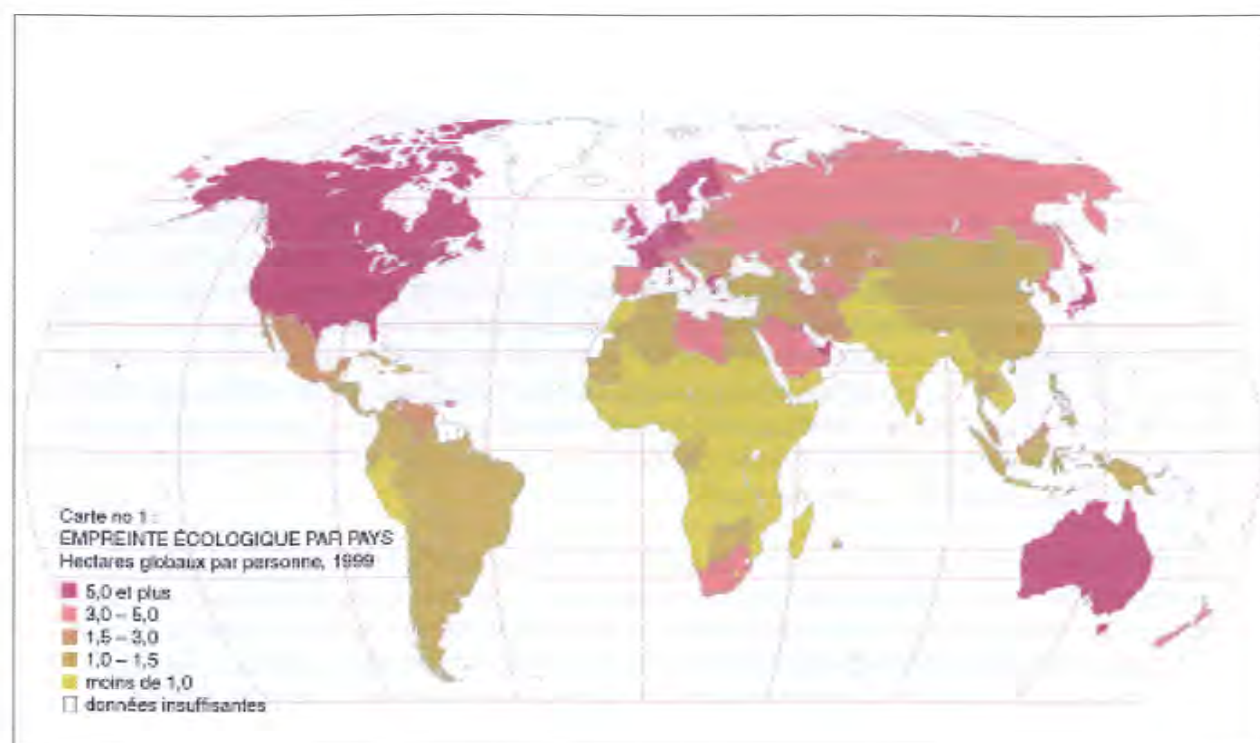 Carte no 1 :
EMPREINTE ÉCOLOGIQUE PAR PAYS
Hectares globaux par personne, 1999
5,0 et plus
3,0 – 5,0
1,5 – 3,0
1,0 – 1,5
moins de 1,0
données insuffisantes